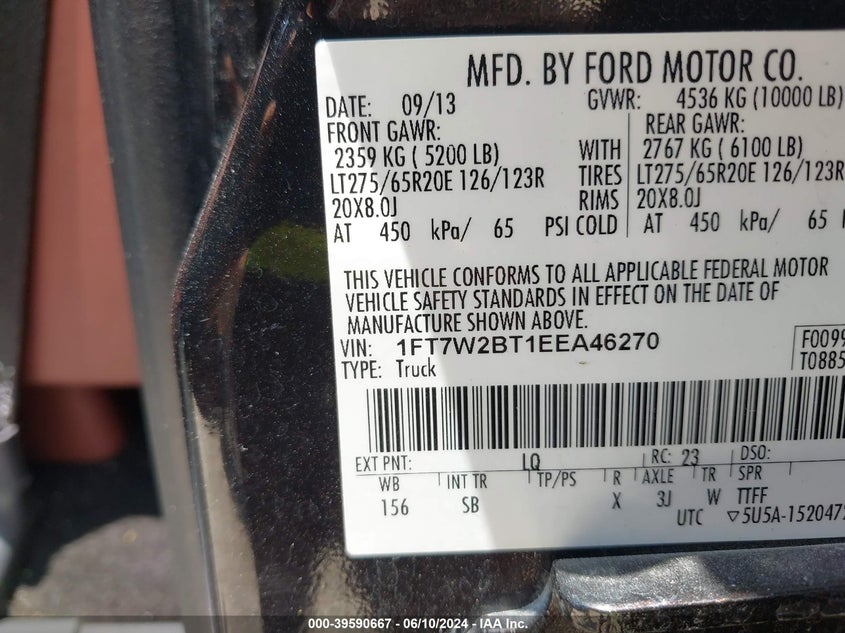 MFD. BY FORD MOTOR CO.
DATE: 09/13 GVWR: 4536 KG (10000 LB)
FRONT GAWR: REAR GAWR:
2359 KG ( 5200 LB) WITH 2767 KG ( 6100 LB)
LT275/65R20E 126/123R TIRES LT275/65R20E 126/123R
20X8.0J RIMS 20X8.0J
AT 450 kPa/ 65 PSI COLD AT 450 kPa/ 65
THIS VEHICLE CONFORMS TO ALL APPLICABLE FEDERAL MOTOR
VEHICLE SAFETY STANDARDS IN EFFECT ON THE DATE OF
MANUFACTURE SHOWN ABOVE.
VIN: 1FT7W2BT1EEA46270 F0099
TYPE: Truck T0885
EXT PNT: LQ RC: 23 DSO:
WB INT TR TP/PS R AXLE TR SPR
156 SB X 3J W TTFF
UTC ▽5U5A-1520472
000-39590667 - 06/10/2024 - IAA Inc.